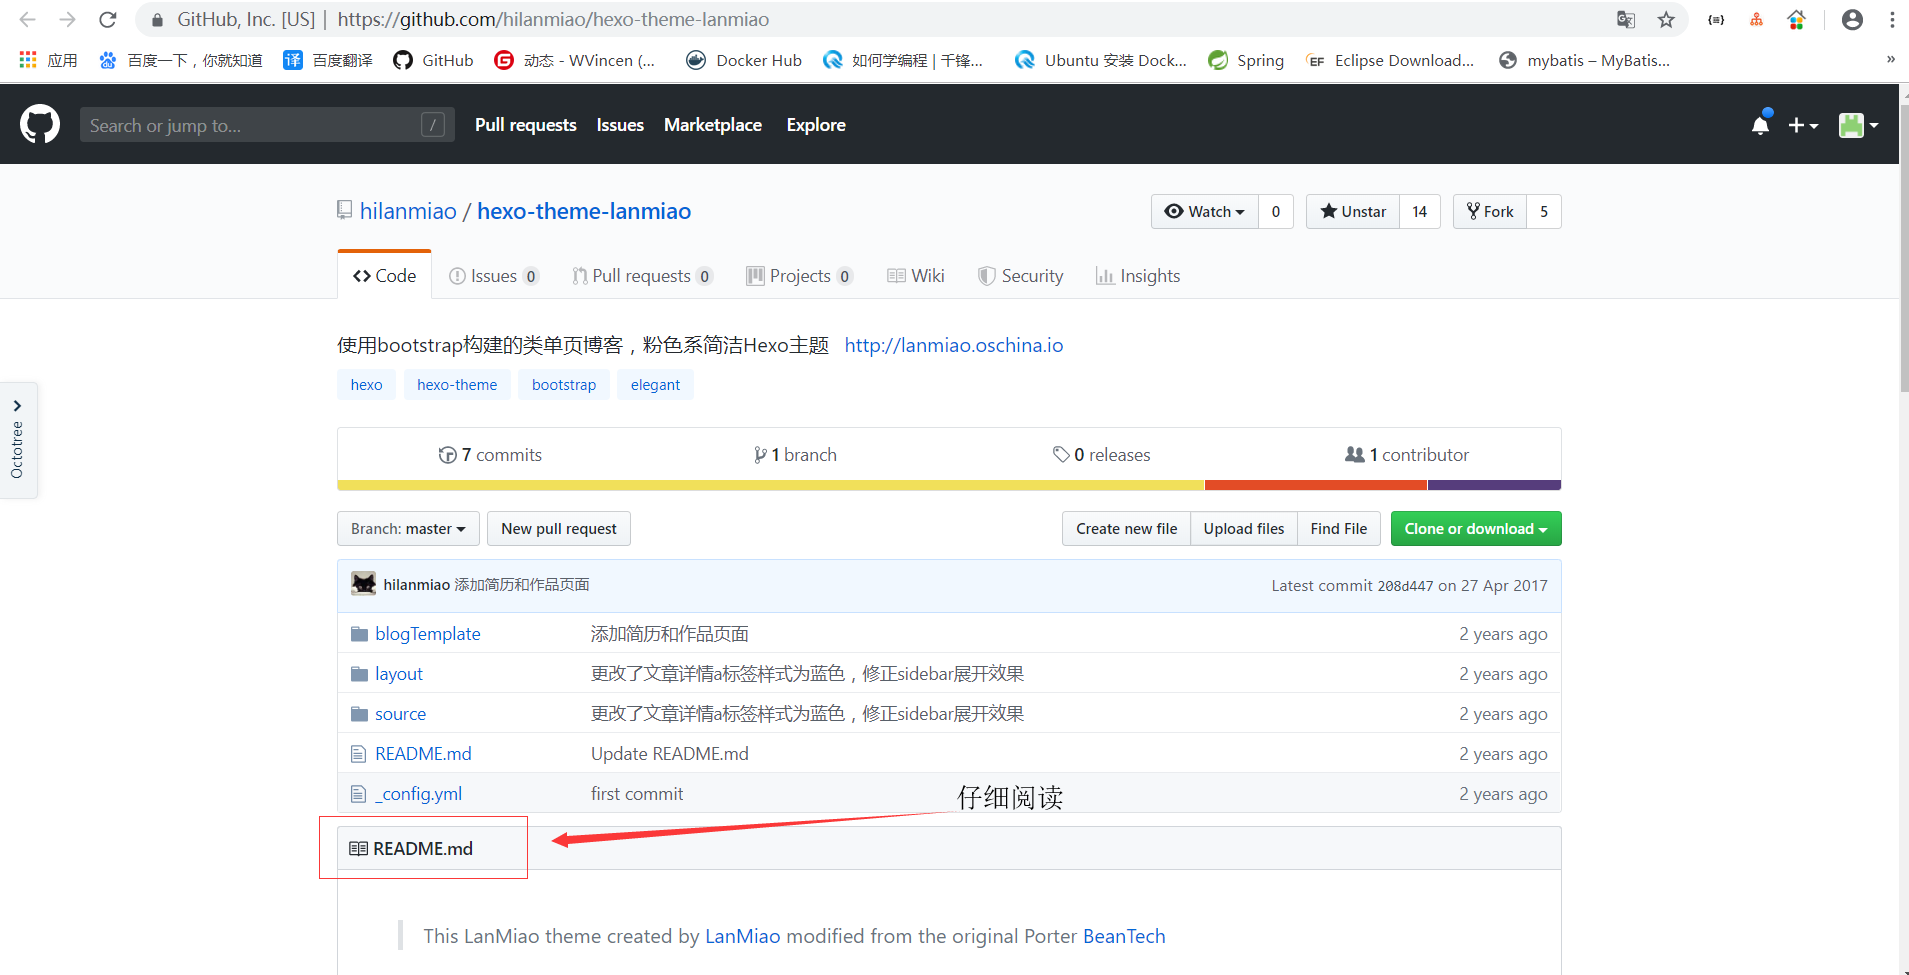 GitHub, Inc. [US] | https://github.com/hilanmiao/hexo-theme-lanmiao
应用 百度一下，你就知道 译 百度翻译 GitHub G 动态 - WVincen (... Docker Hub 如何学编程 | 千锋... Ubuntu 安装 Dock... Spring EF Eclipse Download... mybatis – MyBatis... »
Search or jump to... / Pull requests Issues Marketplace Explore
hilanmiao / hexo-theme-lanmiao Watch 0 Unstar 14 Fork 5
Code Issues 0 Pull requests 0 Projects 0 Wiki Security Insights
使用bootstrap构建的类单页博客，粉色系简洁Hexo主题 http://lanmiao.oschina.io
hexo hexo-theme bootstrap elegant
Octotree
7 commits 1 branch 0 releases 1 contributor
Branch: master New pull request Create new file Upload files Find File Clone or download
hilanmiao 添加简历和作品页面 Latest commit 208d447 on 27 Apr 2017
blogTemplate 添加简历和作品页面 2 years ago
layout 更改了文章详情a标签样式为蓝色，修正sidebar展开效果 2 years ago
source 更改了文章详情a标签样式为蓝色，修正sidebar展开效果 2 years ago
README.md Update README.md 2 years ago
_config.yml first commit 2 years ago
仔细阅读
README.md
This LanMiao theme created by LanMiao modified from the original Porter BeanTech